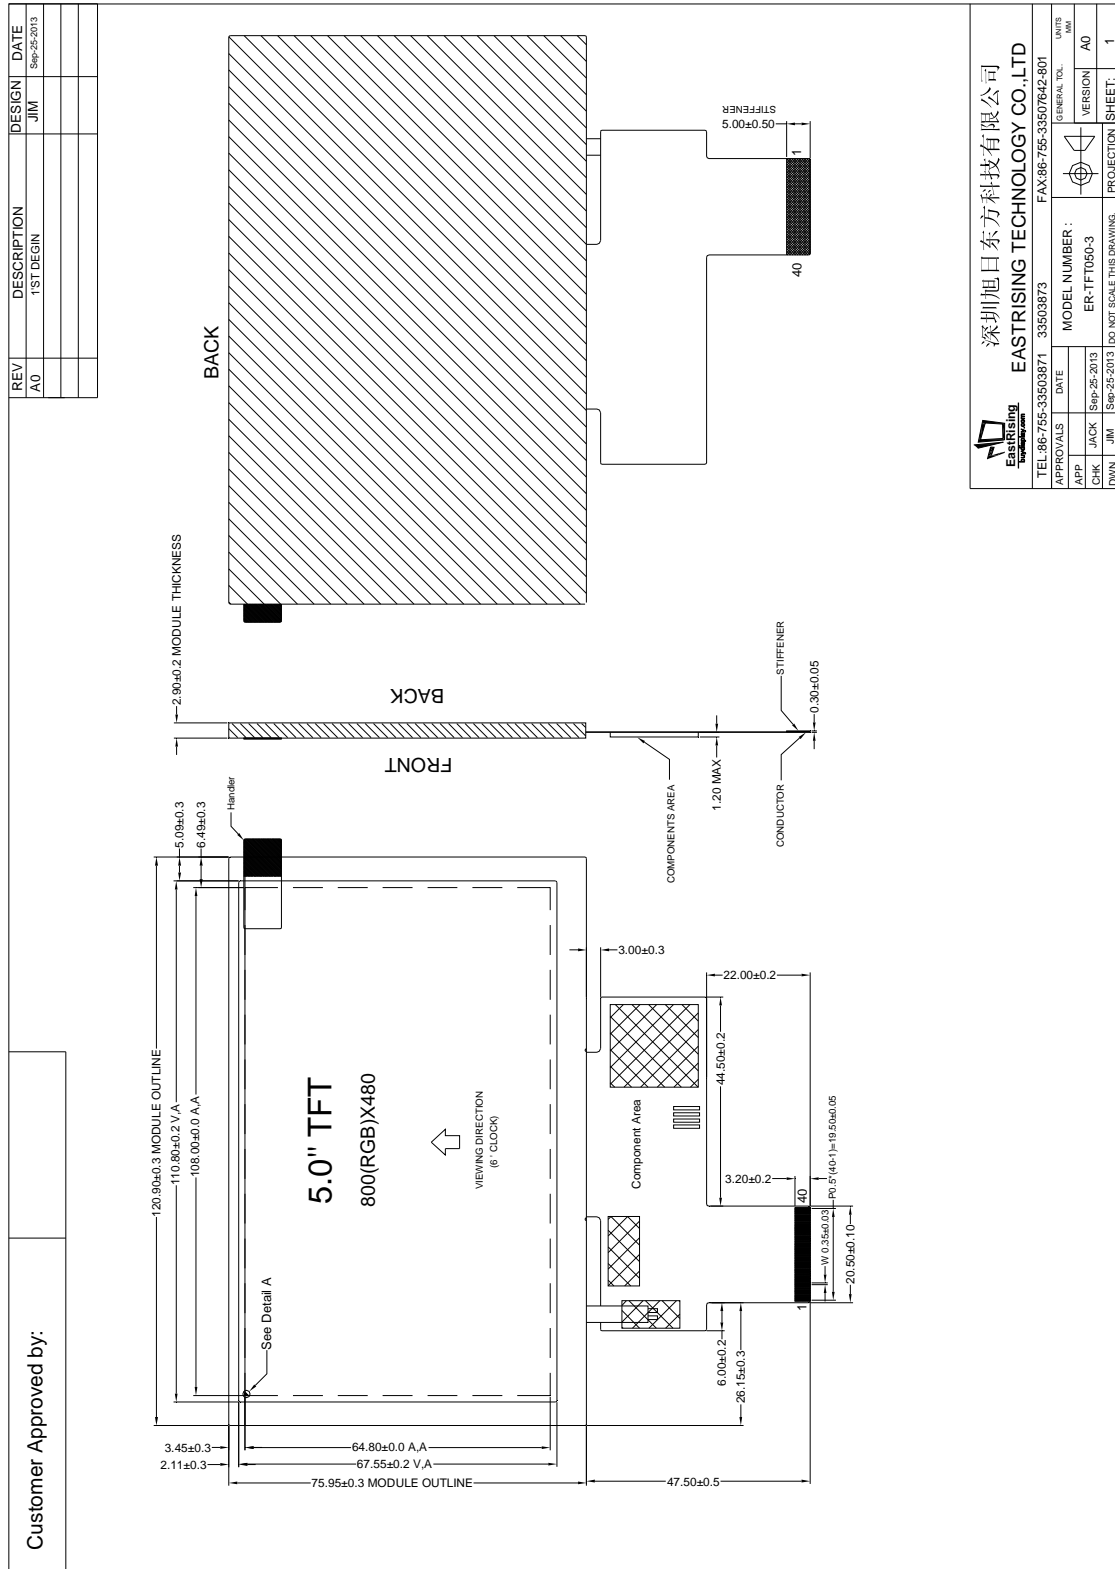 Customer Approved by:
REV
DESCRIPTION
DESIGN
DATE
A0
1'ST DEGIN
JIM
Sep-25-2013
120.90±0.3 MODULE OUTLINE
110.80±0.2 V,A
108.00±0.0 A,A
5.09±0.3
6.49±0.3
Handler
2.90±0.2 MODULE THICKNESS
BACK
FRONT
BACK
3.45±0.3
2.11±0.3
64.80±0.0 A,A
67.55±0.2 V,A
75.95±0.3 MODULE OUTLINE
47.50±0.5
See Detail A
5.0" TFT
800(RGB)X480
VIEWING DIRECTION
(6 ' CLOCK)
Component Area
3.00±0.3
22.00±0.2
44.50±0.2
3.20±0.2
6.00±0.2
26.15±0.3
1
40
W 0.35±0.03
P0.5*(40-1)=19.50±0.05
20.50±0.10
COMPONENTS AREA
1.20 MAX
CONDUCTOR
STIFFENER
0.30±0.05
40
1
5.00±0.50
STIFFENER
EastRising
buydisplay.com
深圳旭日东方科技有限公司
EASTRISING TECHNOLOGY CO.,LTD
TEL:86-755-33503871 33503873
FAX:86-755-33507642-801
APPROVALS
DATE
MODEL NUMBER :
GENERAL TOL.
UNITS
MM
APP
ER-TFT050-3
VERSION
A0
CHK
JACK
Sep-25-2013
DWN
JIM
Sep-25-2013
DO NOT SCALE THIS DRAWING.
PROJECTION
SHEET:
1